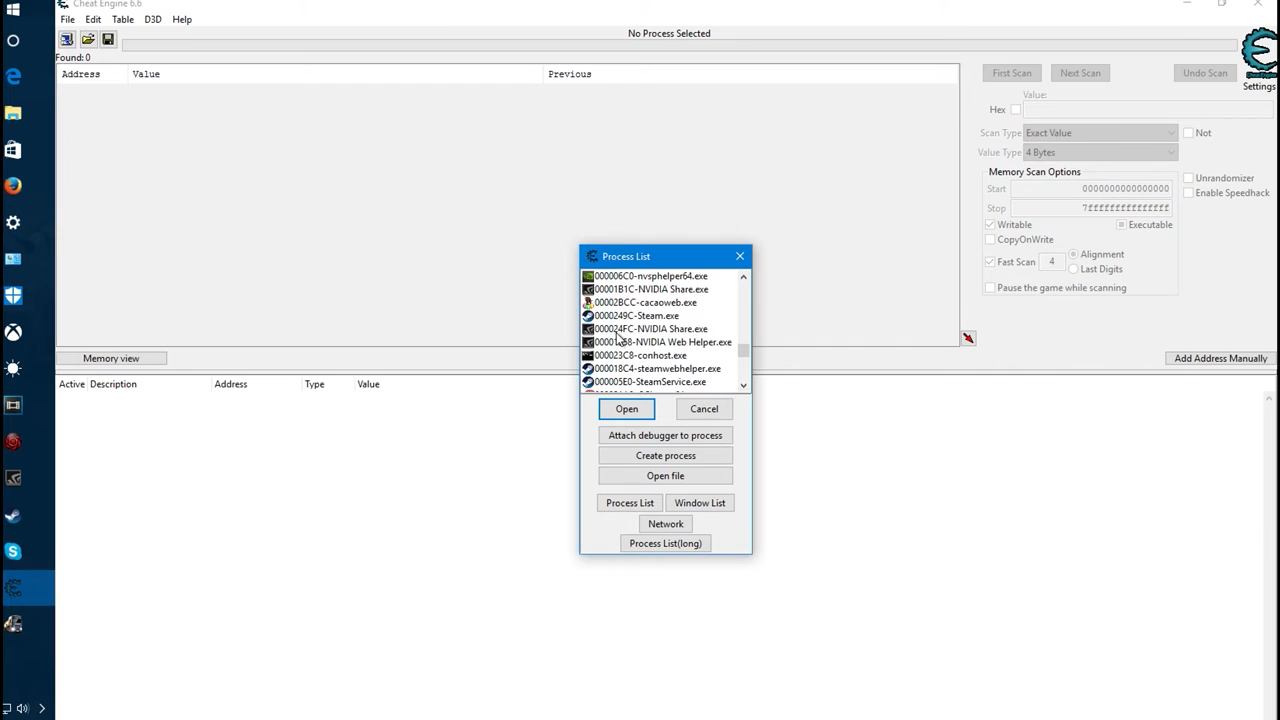 Cheat Engine 6.6
File Edit Table D3D Help
No Process Selected
Found: 0
Address Value Previous
First Scan Next Scan Undo Scan
Cheat Engine
Settings
Value:
Hex
Scan Type Exact Value Not
Value Type 4 Bytes
Memory Scan Options
Start 0000000000000000
Stop 7fffffffffffffff
Unrandomizer
Enable Speedhack
Writable Executable
CopyOnWrite
Fast Scan 4 Alignment
Last Digits
Pause the game while scanning
Memory view
Add Address Manually
Active Description Address Type Value
Process List
000006C0-nvsphelper64.exe
00001B1C-NVIDIA Share.exe
00002BCC-cacaoweb.exe
0000249C-Steam.exe
000024FC-NVIDIA Share.exe
NVIDIA Web Helper.exe
000023C8-conhost.exe
000018C4-steamwebhelper.exe
000005E0-SteamService.exe
Open Cancel
Attach debugger to process
Create process
Open file
Process List Window List
Network
Process List(long)